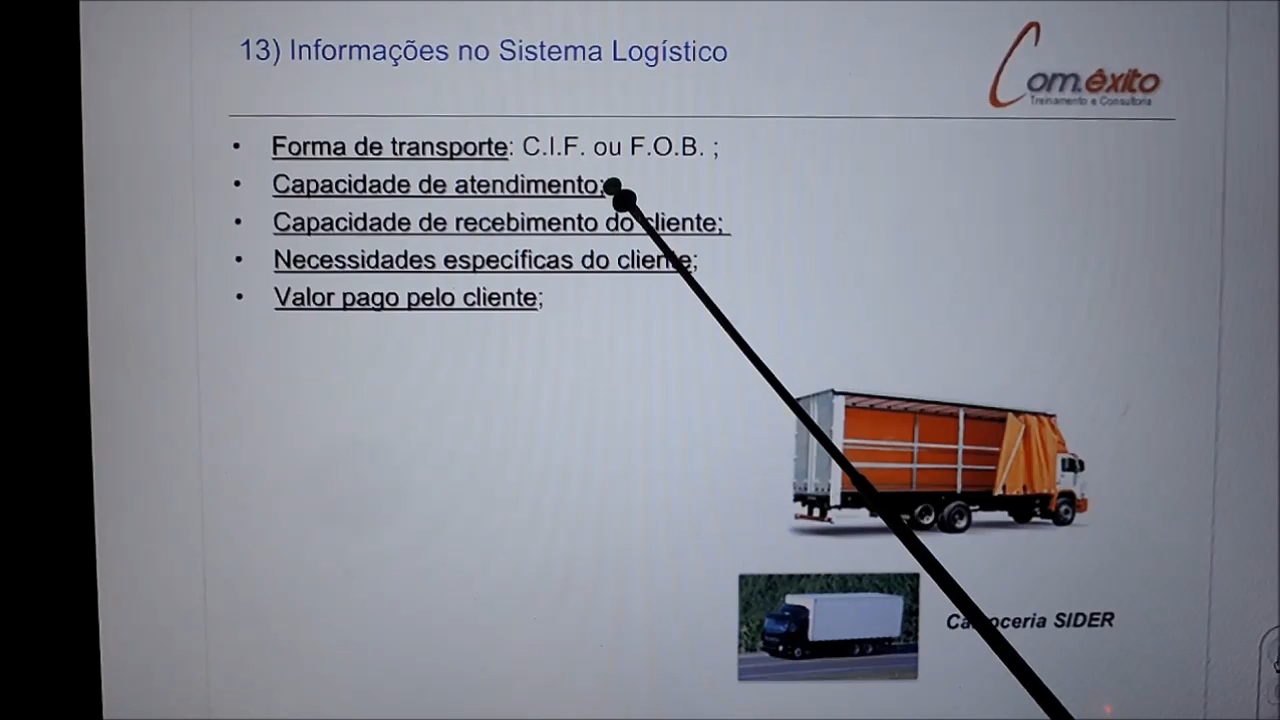 13) Informações no Sistema Logístico
Com.êxito
Treinamento e Consultoria
• Forma de transporte: C.I.F. ou F.O.B. ;
• Capacidade de atendimento;
• Capacidade de recebimento do cliente;
• Necessidades específicas do cliente;
• Valor pago pelo cliente;
Carroceria SIDER